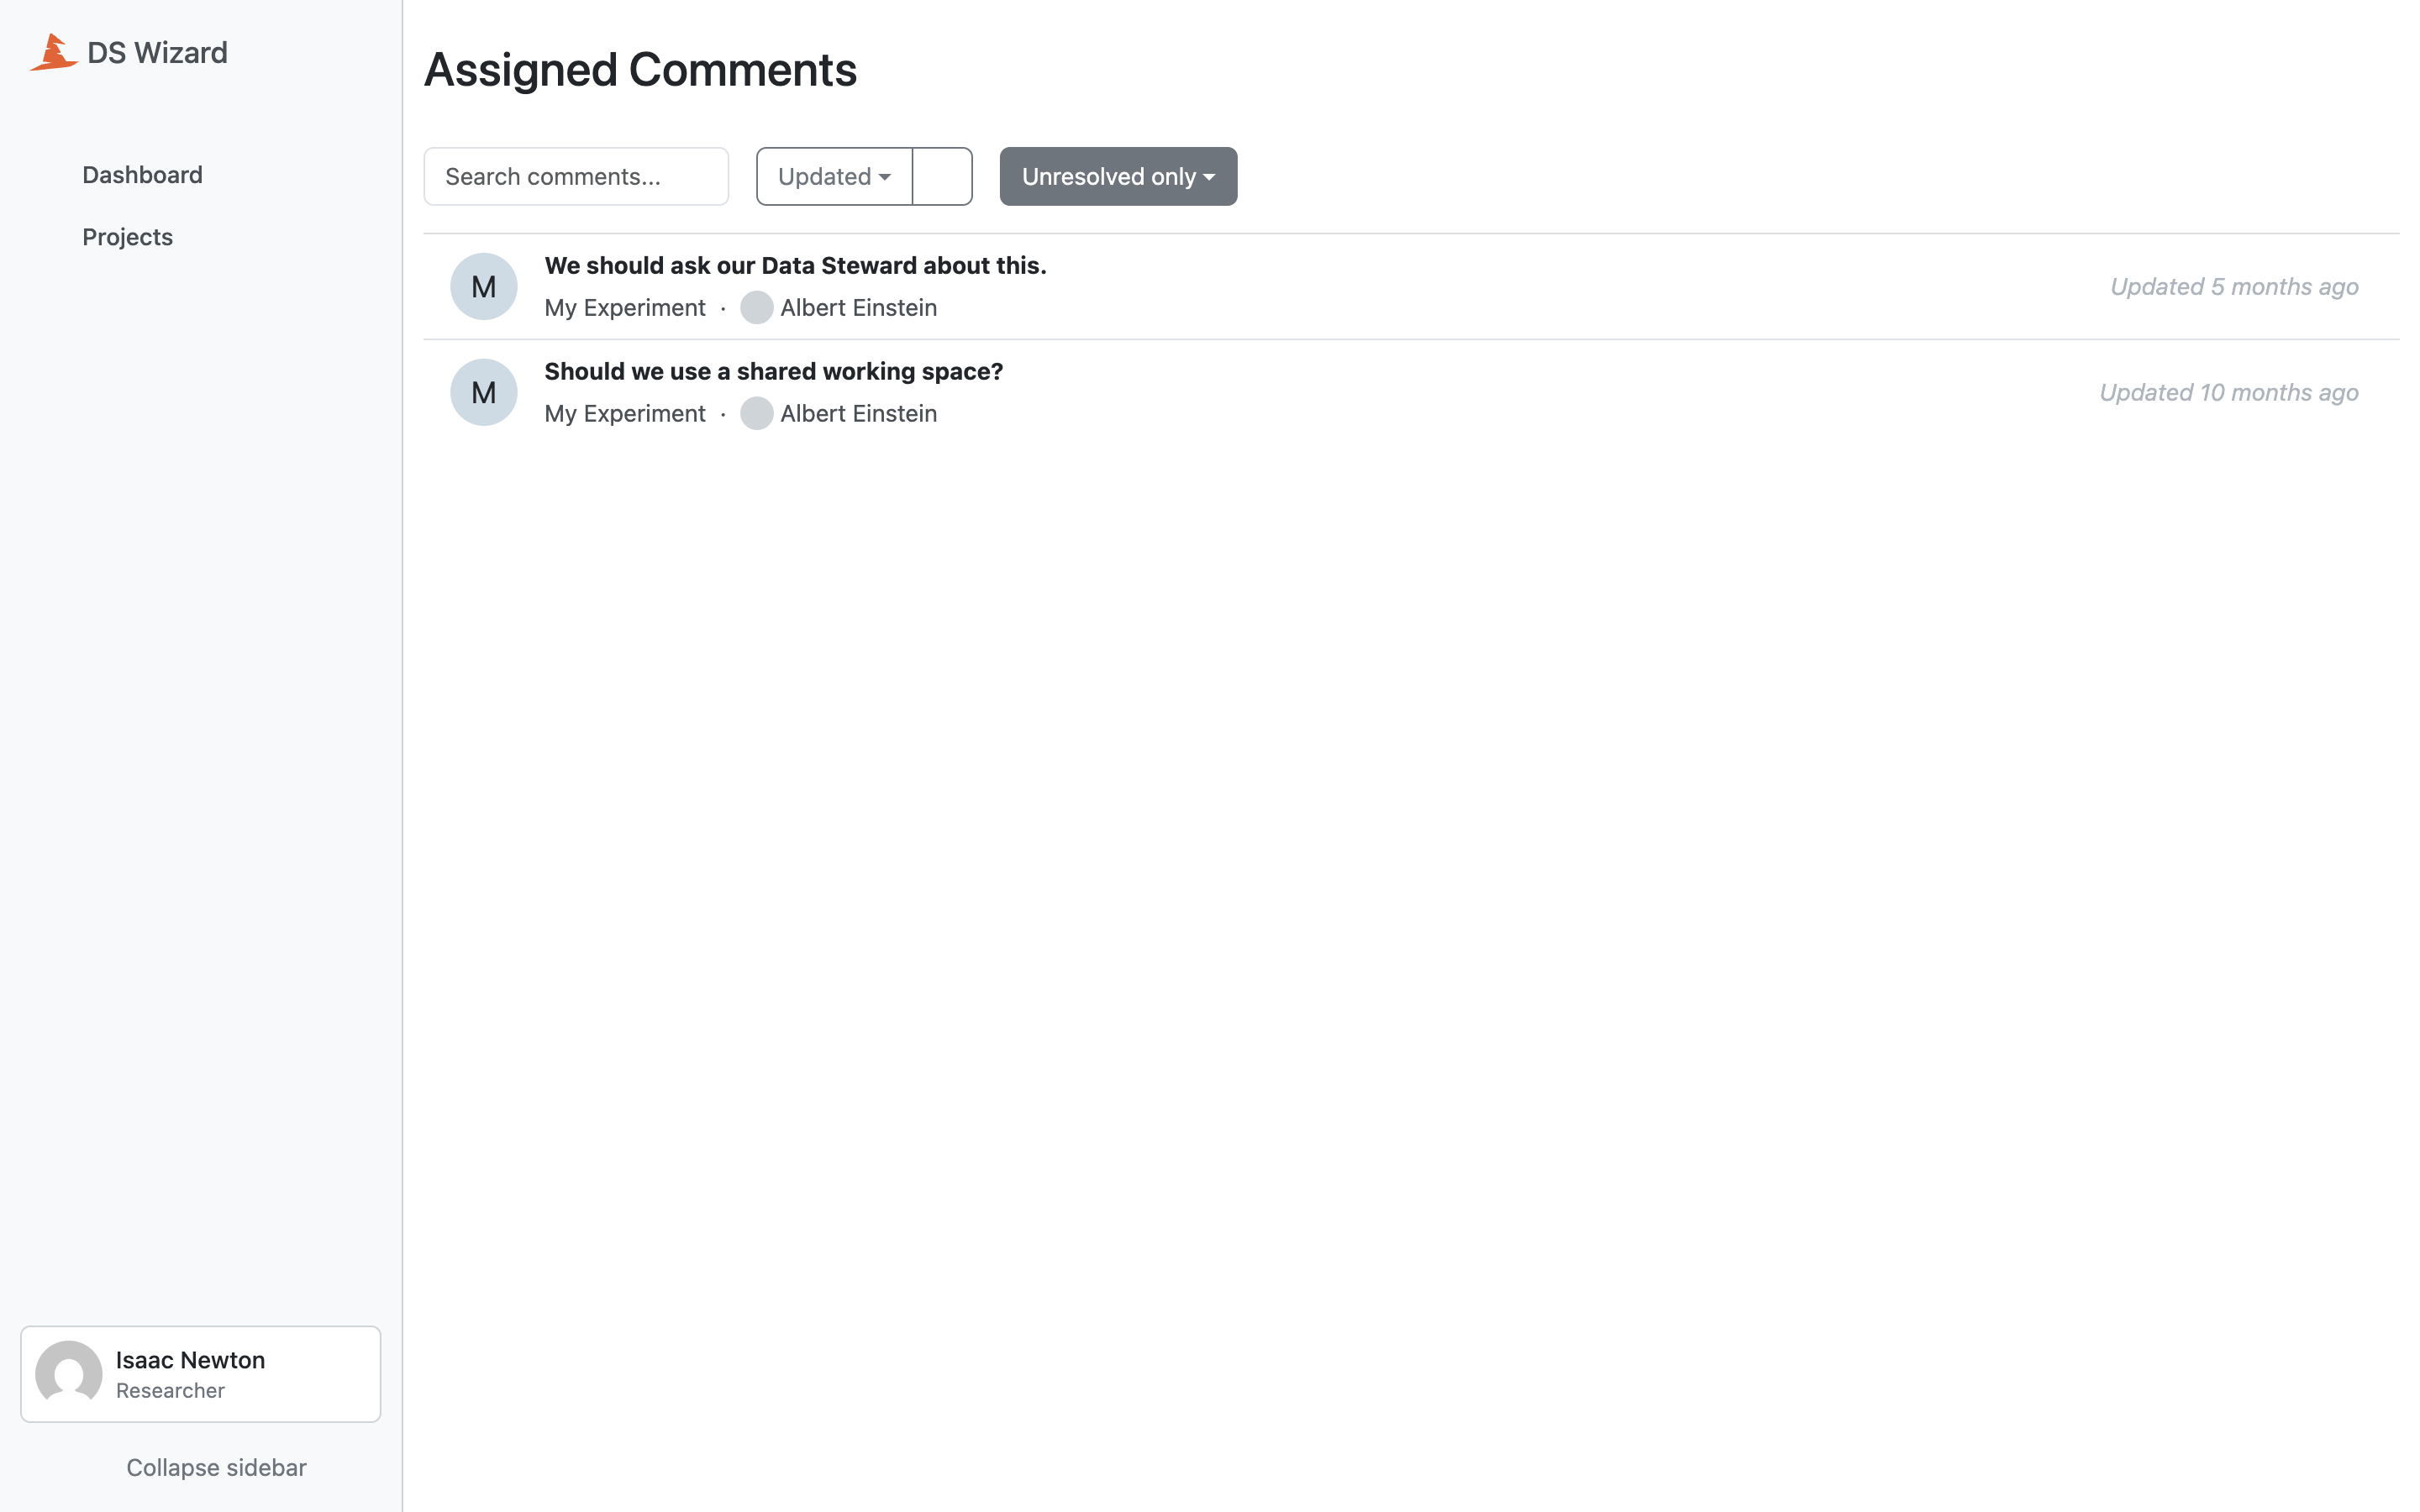 DS Wizard
Dashboard
Projects
Assigned Comments
Search comments...
Updated
Unresolved only
M
We should ask our Data Steward about this.
My Experiment · Albert Einstein
Updated 5 months ago
M
Should we use a shared working space?
My Experiment · Albert Einstein
Updated 10 months ago
Isaac Newton
Researcher
Collapse sidebar